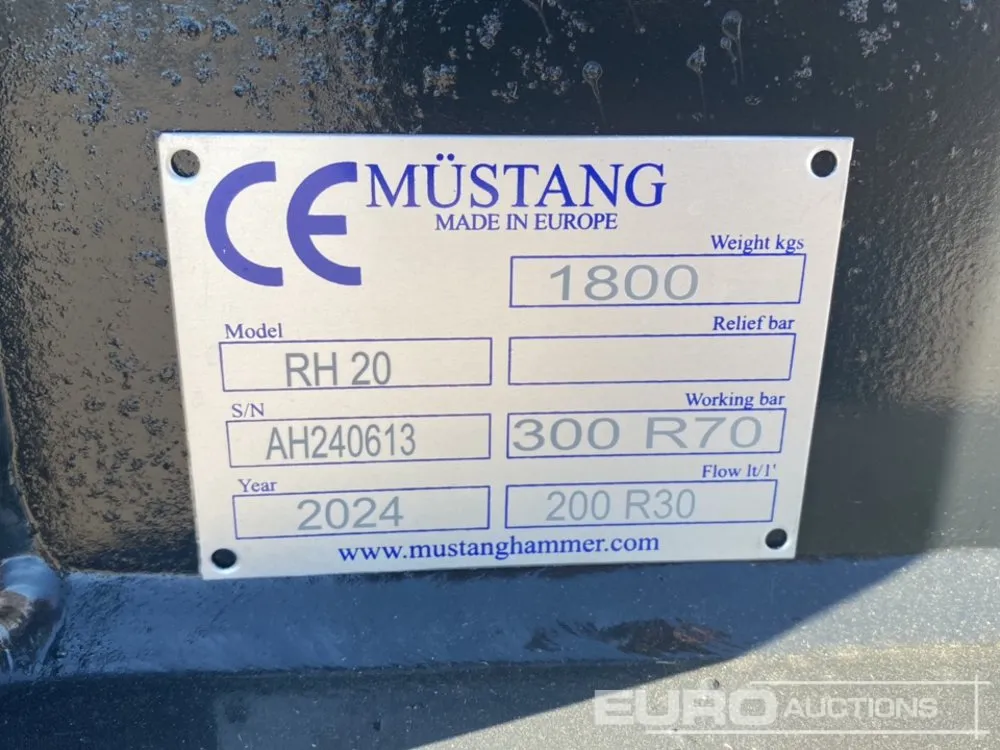 CE MÜSTANG
MADE IN EUROPE
Weight kgs
1800
Model
RH 20
Relief bar
S/N
AH240613
Working bar
300 R70
Year
2024
Flow lt/1'
200 R30
www.mustanghammer.com
EURO AUCTIONS